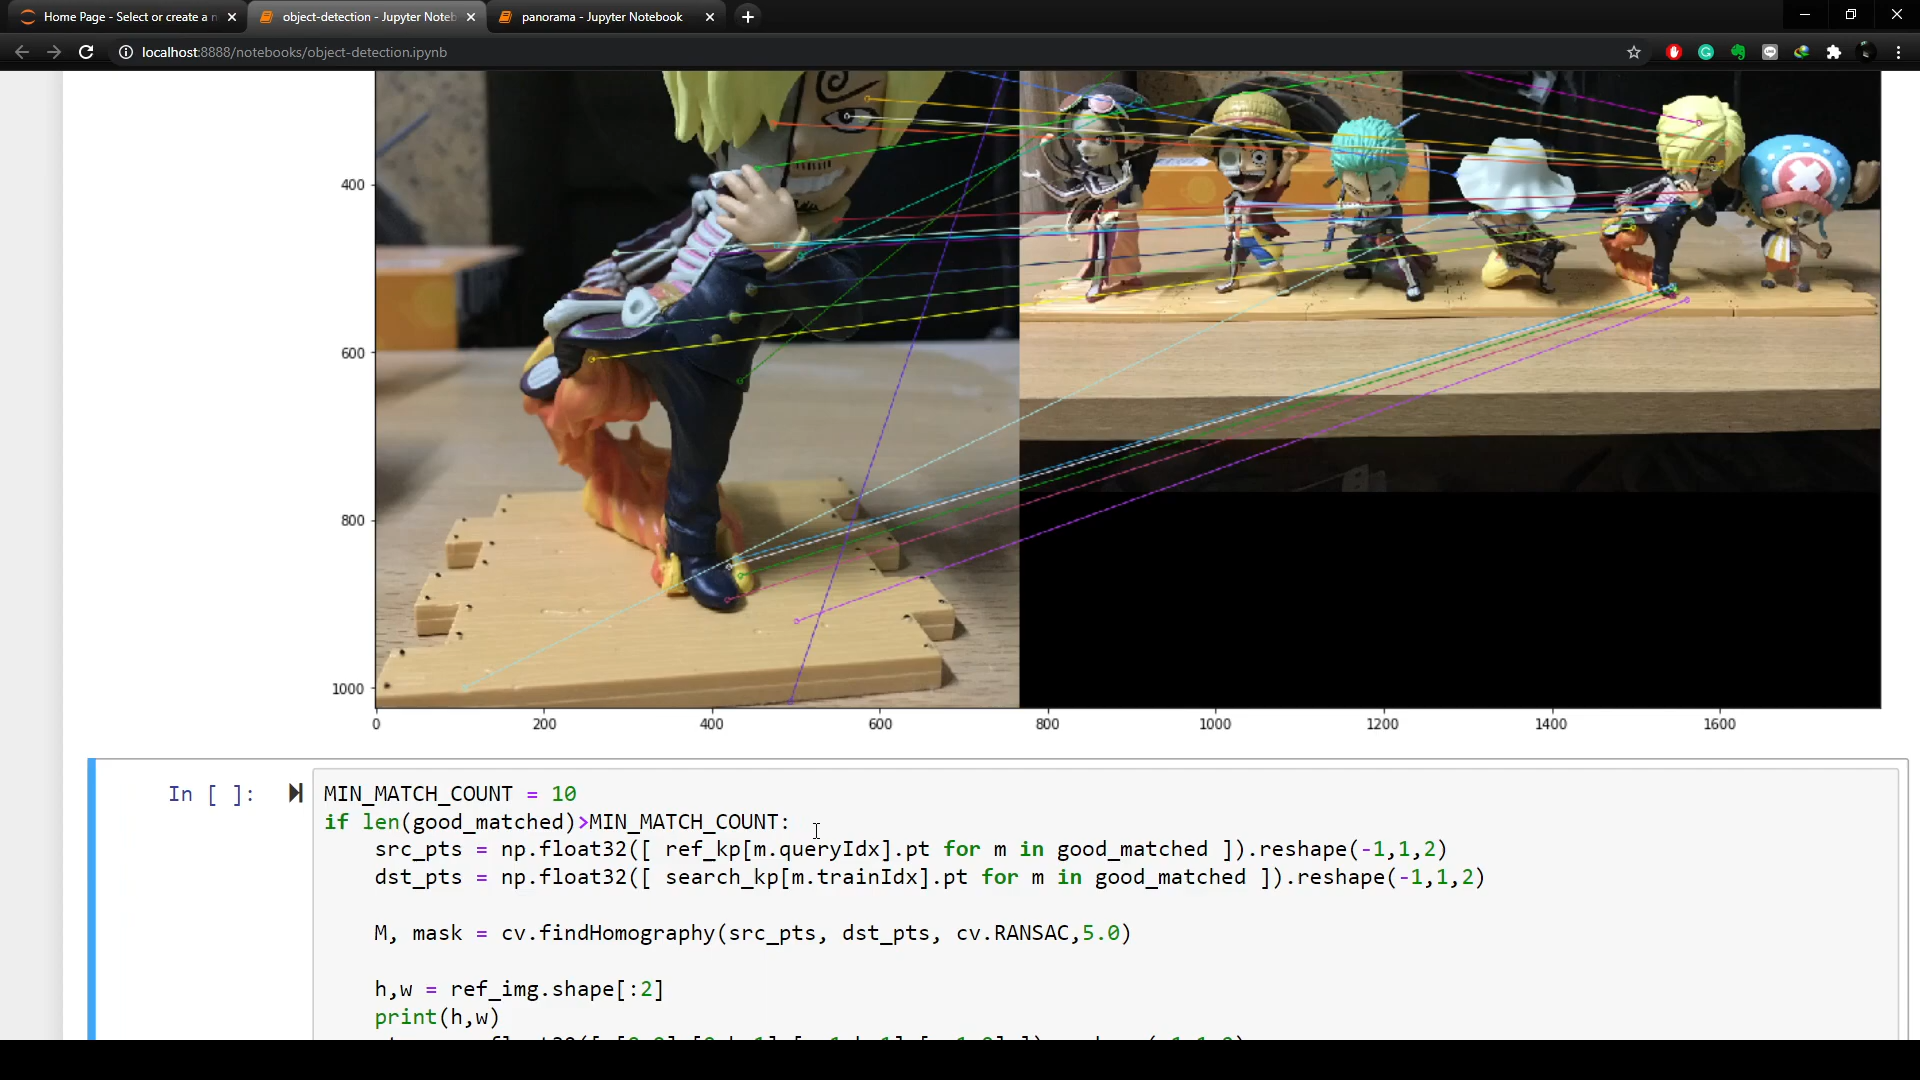 Home Page - Select or create a n
object-detection - Jupyter Noteb
panorama - Jupyter Notebook
localhost:8888/notebooks/object-detection.ipynb
400
600
800
1000
0 200 400 600 800 1000 1200 1400 1600
In [ ]:
MIN_MATCH_COUNT = 10
if len(good_matched)>MIN_MATCH_COUNT:
src_pts = np.float32([ ref_kp[m.queryIdx].pt for m in good_matched ]).reshape(-1,1,2)
dst_pts = np.float32([ search_kp[m.trainIdx].pt for m in good_matched ]).reshape(-1,1,2)
M, mask = cv.findHomography(src_pts, dst_pts, cv.RANSAC,5.0)
h,w = ref_img.shape[:2]
print(h,w)